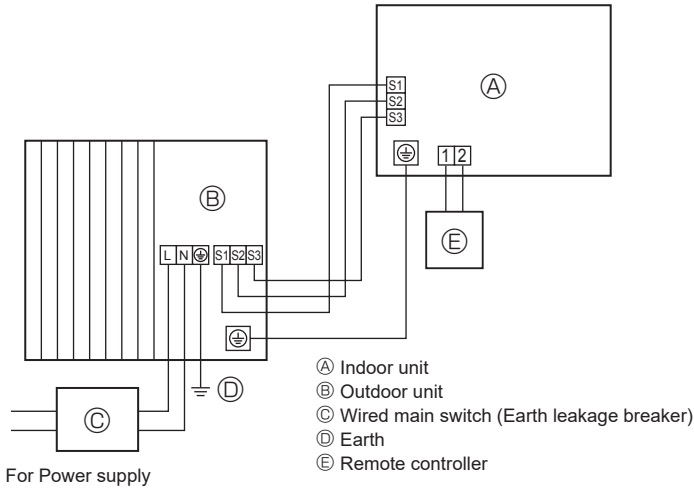 S1
S2
S3
Ⓐ
1 2
Ⓔ
Ⓑ
L N S1 S2 S3
Ⓓ
Ⓒ
For Power supply
Ⓐ Indoor unit
Ⓑ Outdoor unit
Ⓒ Wired main switch (Earth leakage breaker)
Ⓓ Earth
Ⓔ Remote controller